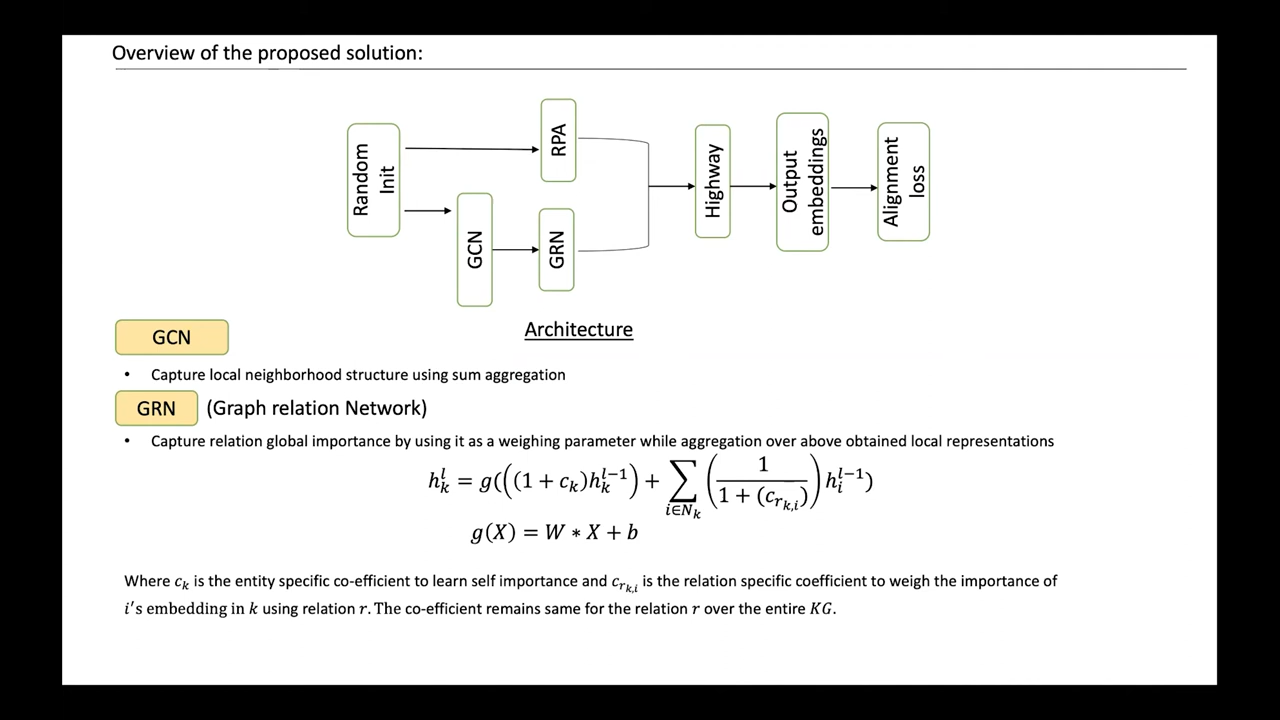 Overview of the proposed solution:
Random
Init
RPA
GCN
GRN
Highway
Output
embeddings
Alignment
loss
Architecture
GCN
• Capture local neighborhood structure using sum aggregation
GRN (Graph relation Network)
• Capture relation global importance by using it as a weighing parameter while aggregation over above obtained local representations
h_k^l = g(((1 + c_k)h_k^{l−1}) + ∑_{i∈N_k} (1 / (1 + (c_{r_{k,i}}))) h_i^{l−1})
g(X) = W ∗ X + b
Where c_k is the entity specific co-efficient to learn self importance and c_{r_{k,i}} is the relation specific coefficient to weigh the importance of
i's embedding in k using relation r. The co-efficient remains same for the relation r over the entire KG.